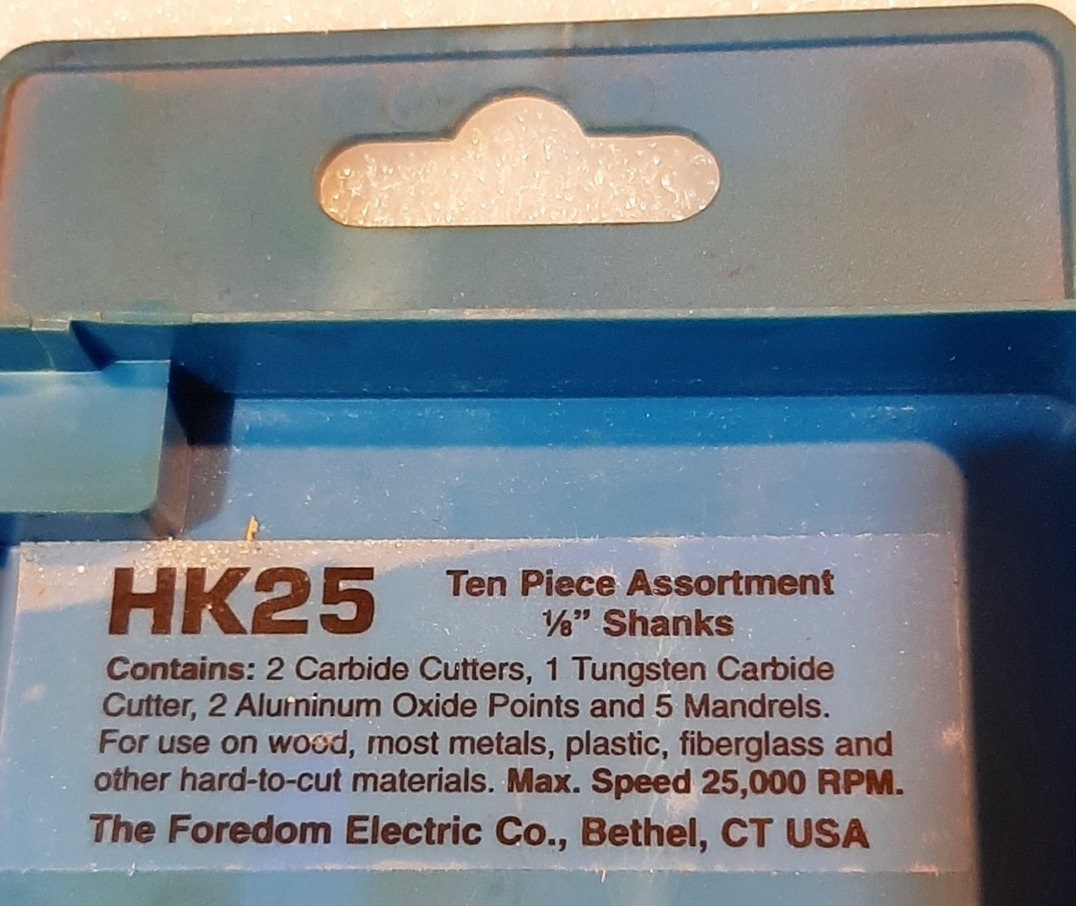 HK25
Ten Piece Assortment
⅛” Shanks
Contains: 2 Carbide Cutters, 1 Tungsten Carbide
Cutter, 2 Aluminum Oxide Points and 5 Mandrels.
For use on wood, most metals, plastic, fiberglass and
other hard-to-cut materials. Max. Speed 25,000 RPM.
The Foredom Electric Co., Bethel, CT USA